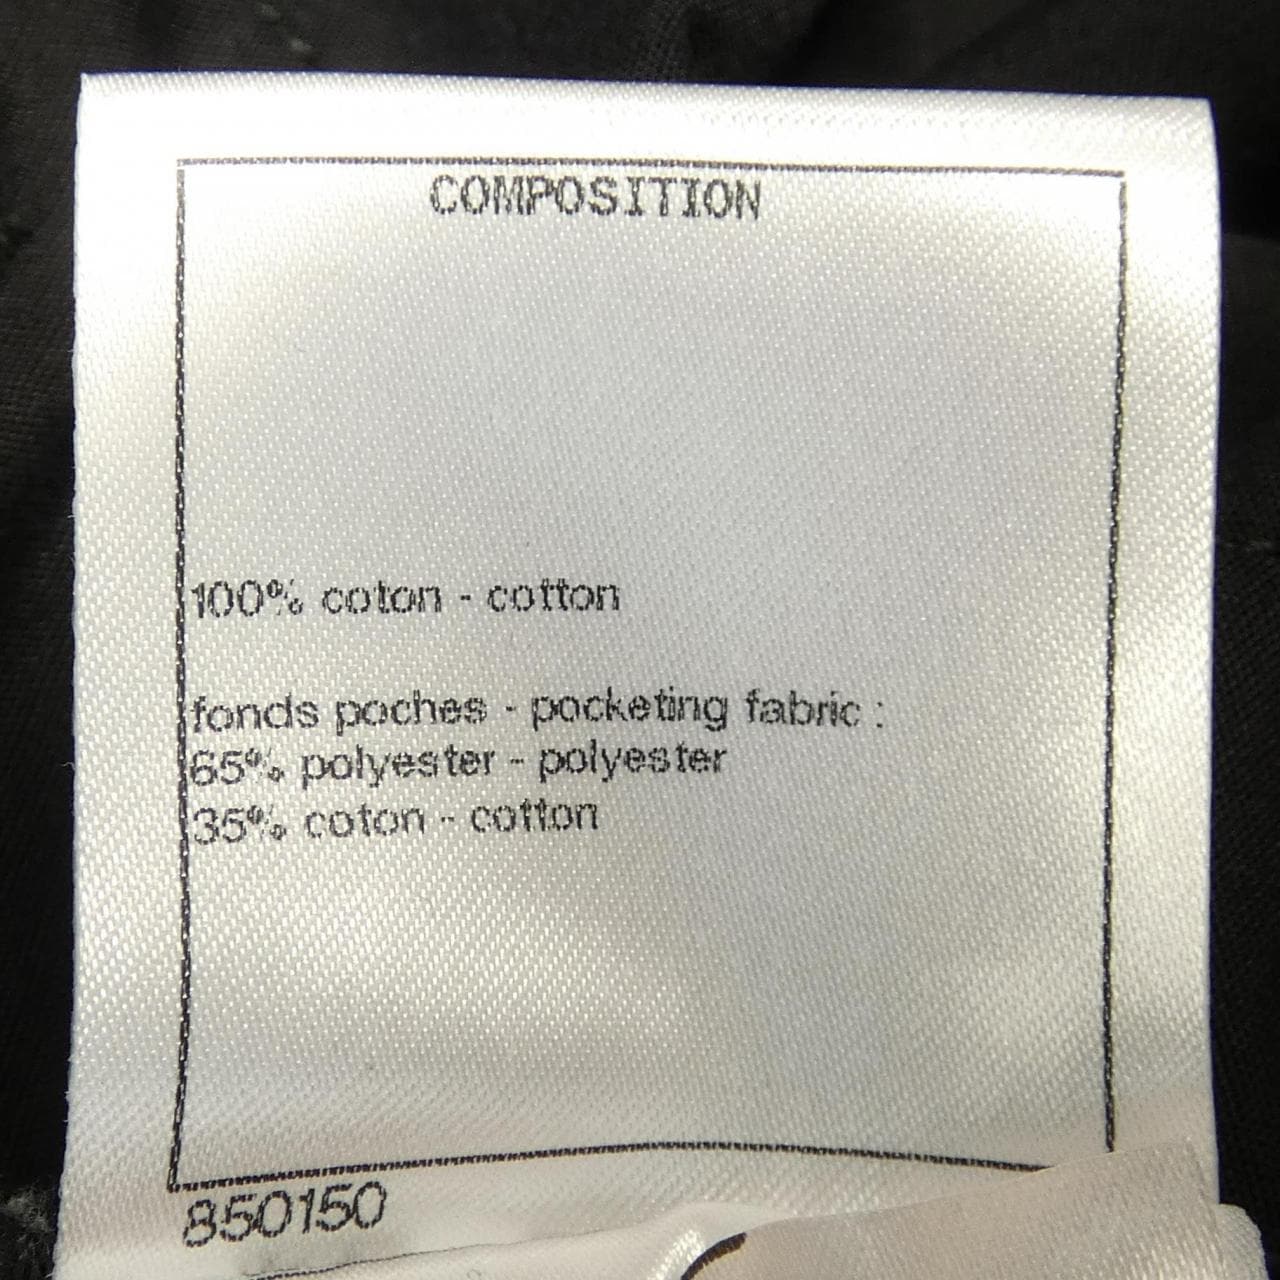 COMPOSITION
100% coton - cotton
fonds poches - pocketing fabric :
65% polyester - polyester
35% coton - cotton
850150